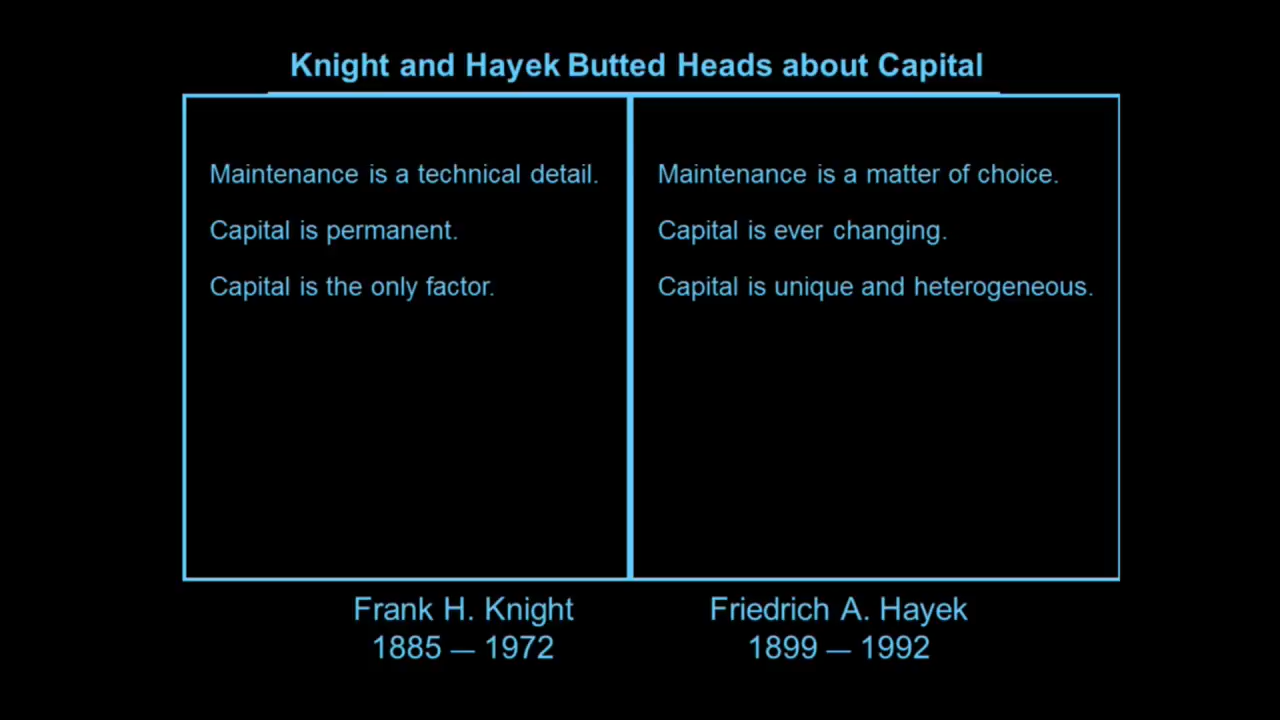 Knight and Hayek Butted Heads about Capital
Maintenance is a technical detail.
Capital is permanent.
Capital is the only factor.
Maintenance is a matter of choice.
Capital is ever changing.
Capital is unique and heterogeneous.
Frank H. Knight
1885 — 1972
Friedrich A. Hayek
1899 — 1992